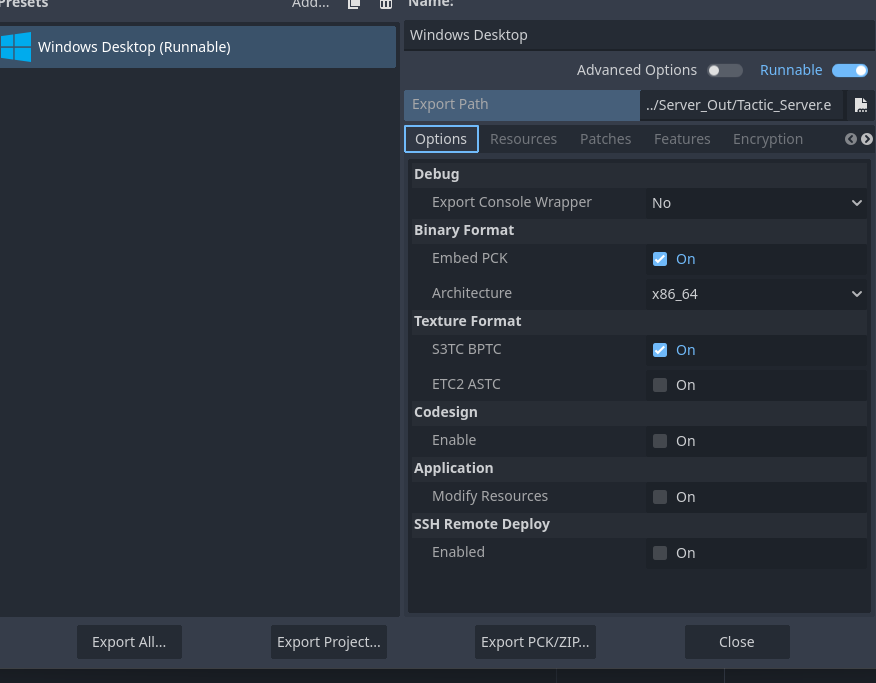 Presets
Add...
Name:
Windows Desktop (Runnable)
Windows Desktop
Advanced Options
Runnable
Export Path
../Server_Out/Tactic_Server.e
Options Resources Patches Features Encryption
Debug
Export Console Wrapper No
Binary Format
Embed PCK On
Architecture x86_64
Texture Format
S3TC BPTC On
ETC2 ASTC On
Codesign
Enable On
Application
Modify Resources On
SSH Remote Deploy
Enabled On
Export All... Export Project... Export PCK/ZIP... Close